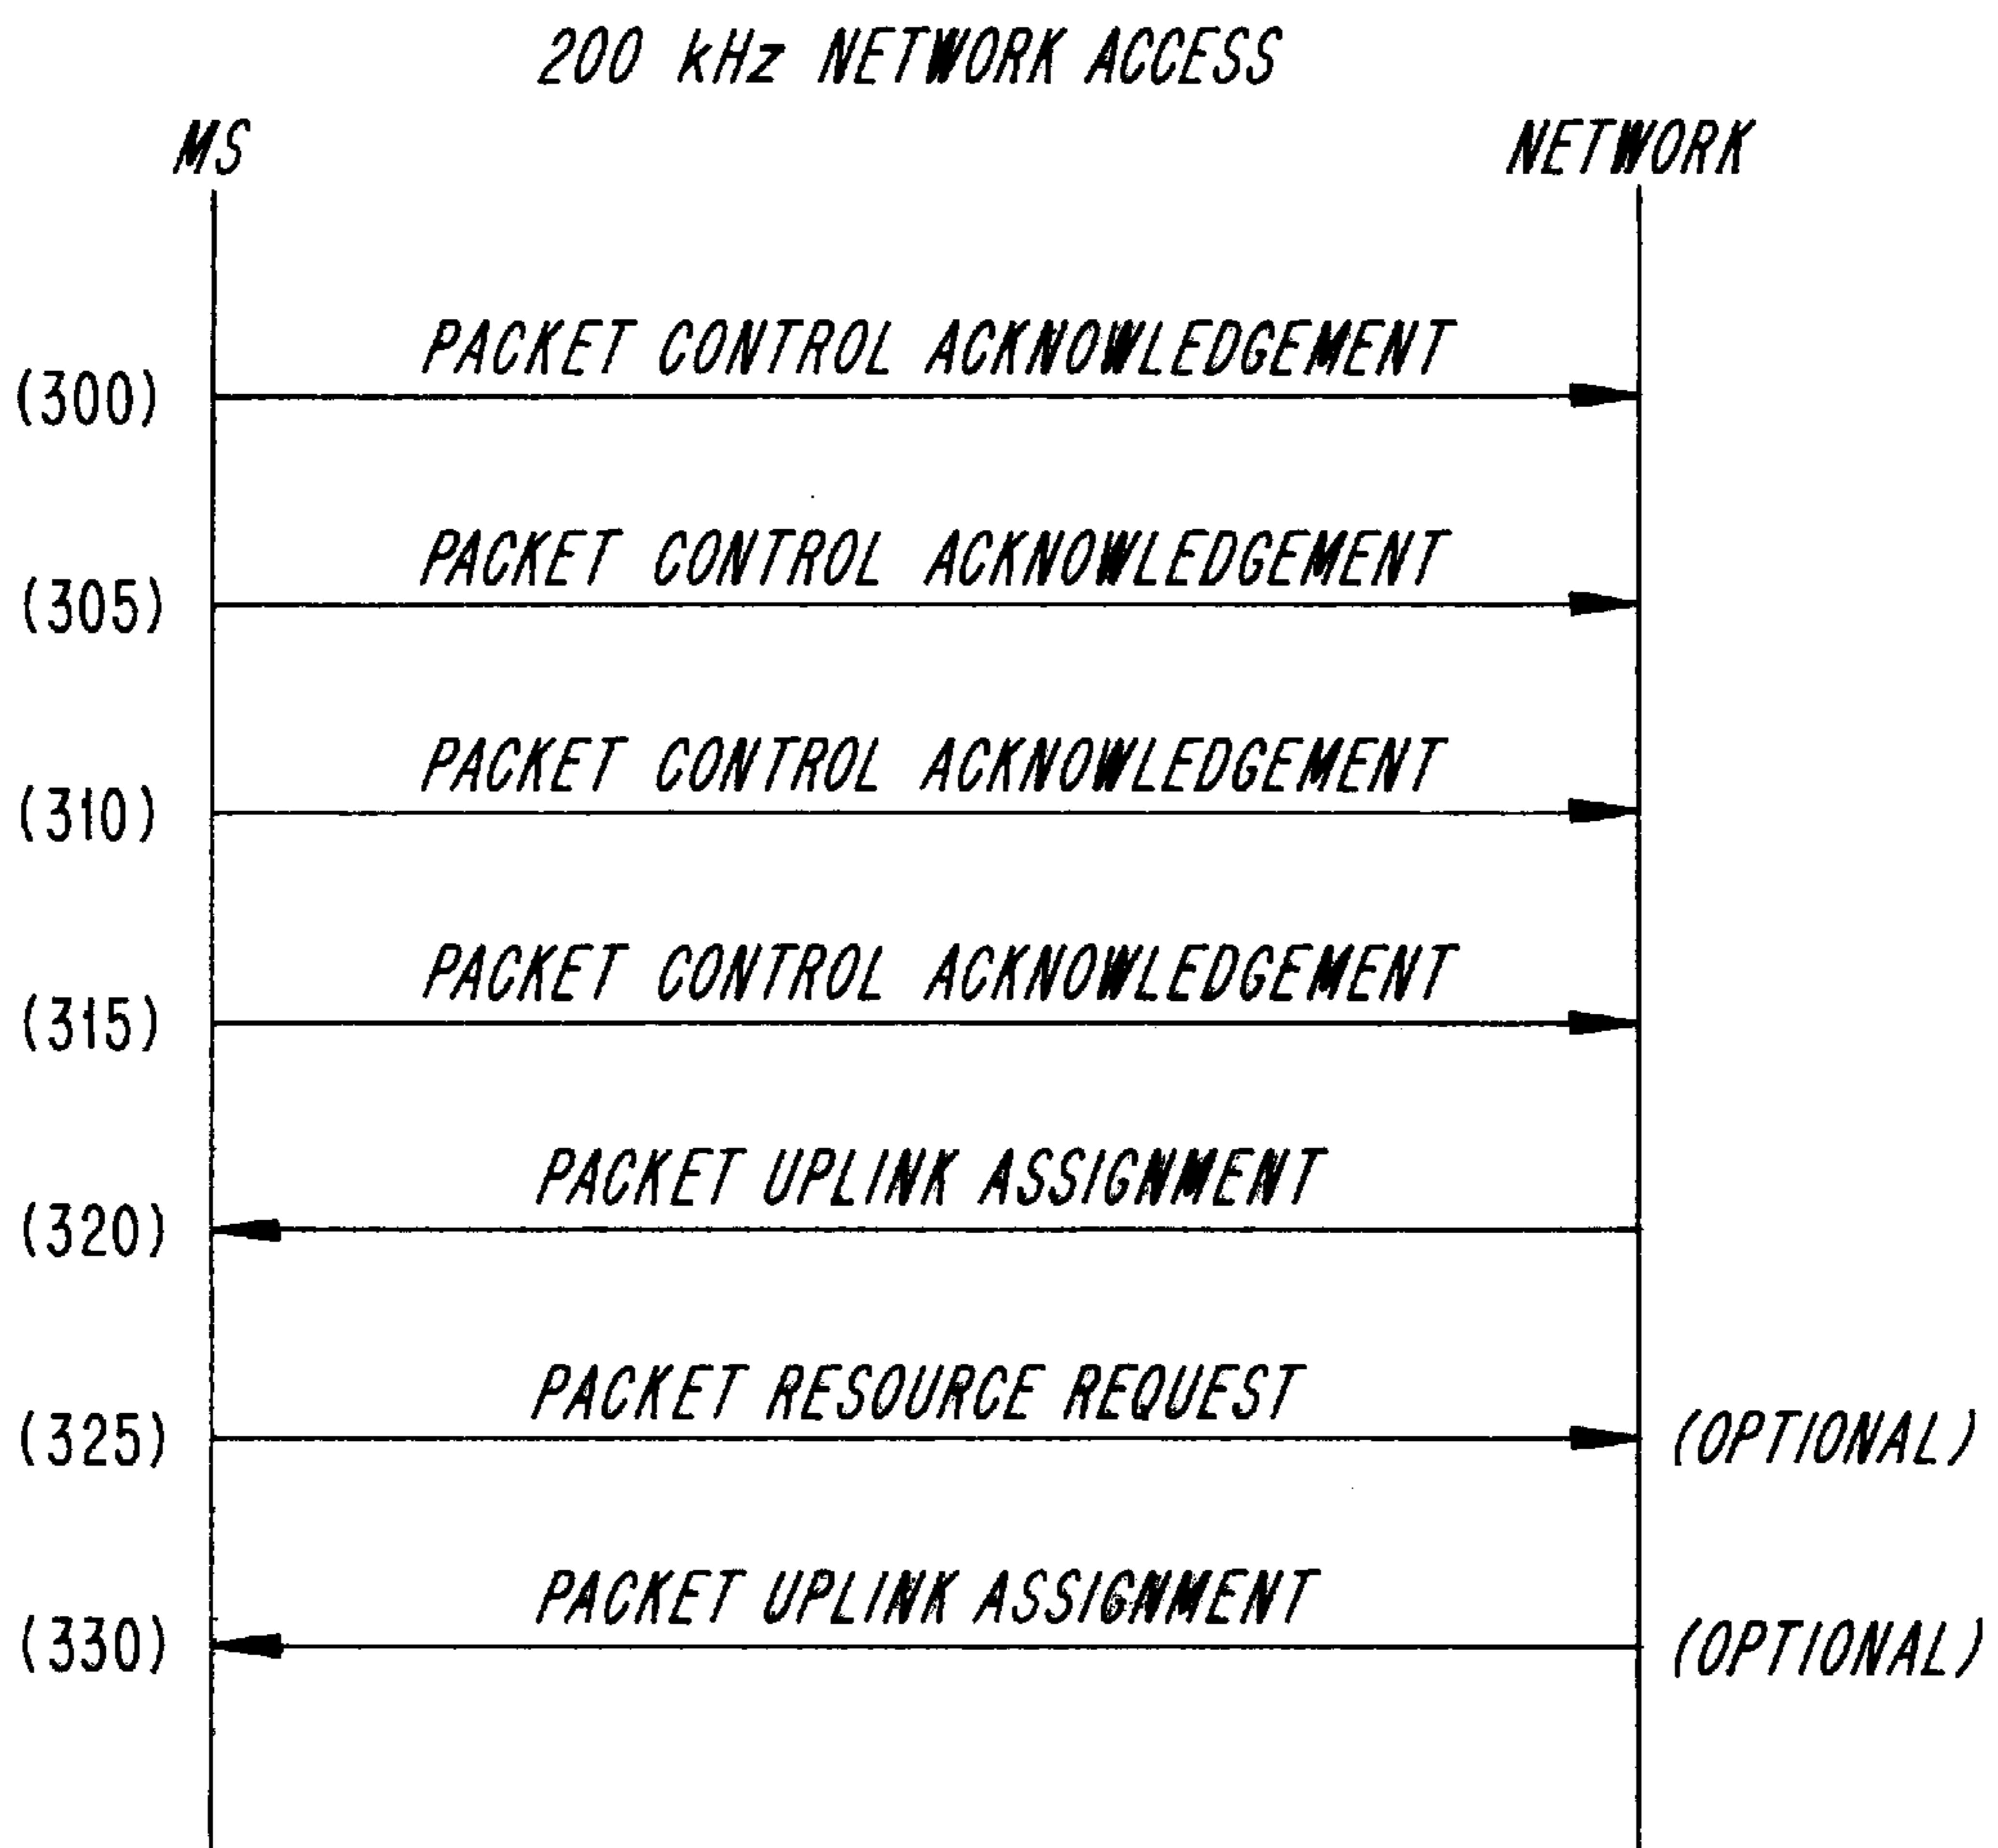 200 kHz NETWORK ACCESS
MS NETWORK
PACKET CONTROL ACKNOWLEDGEMENT
(300)
PACKET CONTROL ACKNOWLEDGEMENT
(305)
PACKET CONTROL ACKNOWLEDGEMENT
(310)
PACKET CONTROL ACKNOWLEDGEMENT
(315)
PACKET UPLINK ASSIGNMENT
(320)
PACKET RESOURCE REQUEST
(325) (OPTIONAL)
PACKET UPLINK ASSIGNMENT
(330) (OPTIONAL)